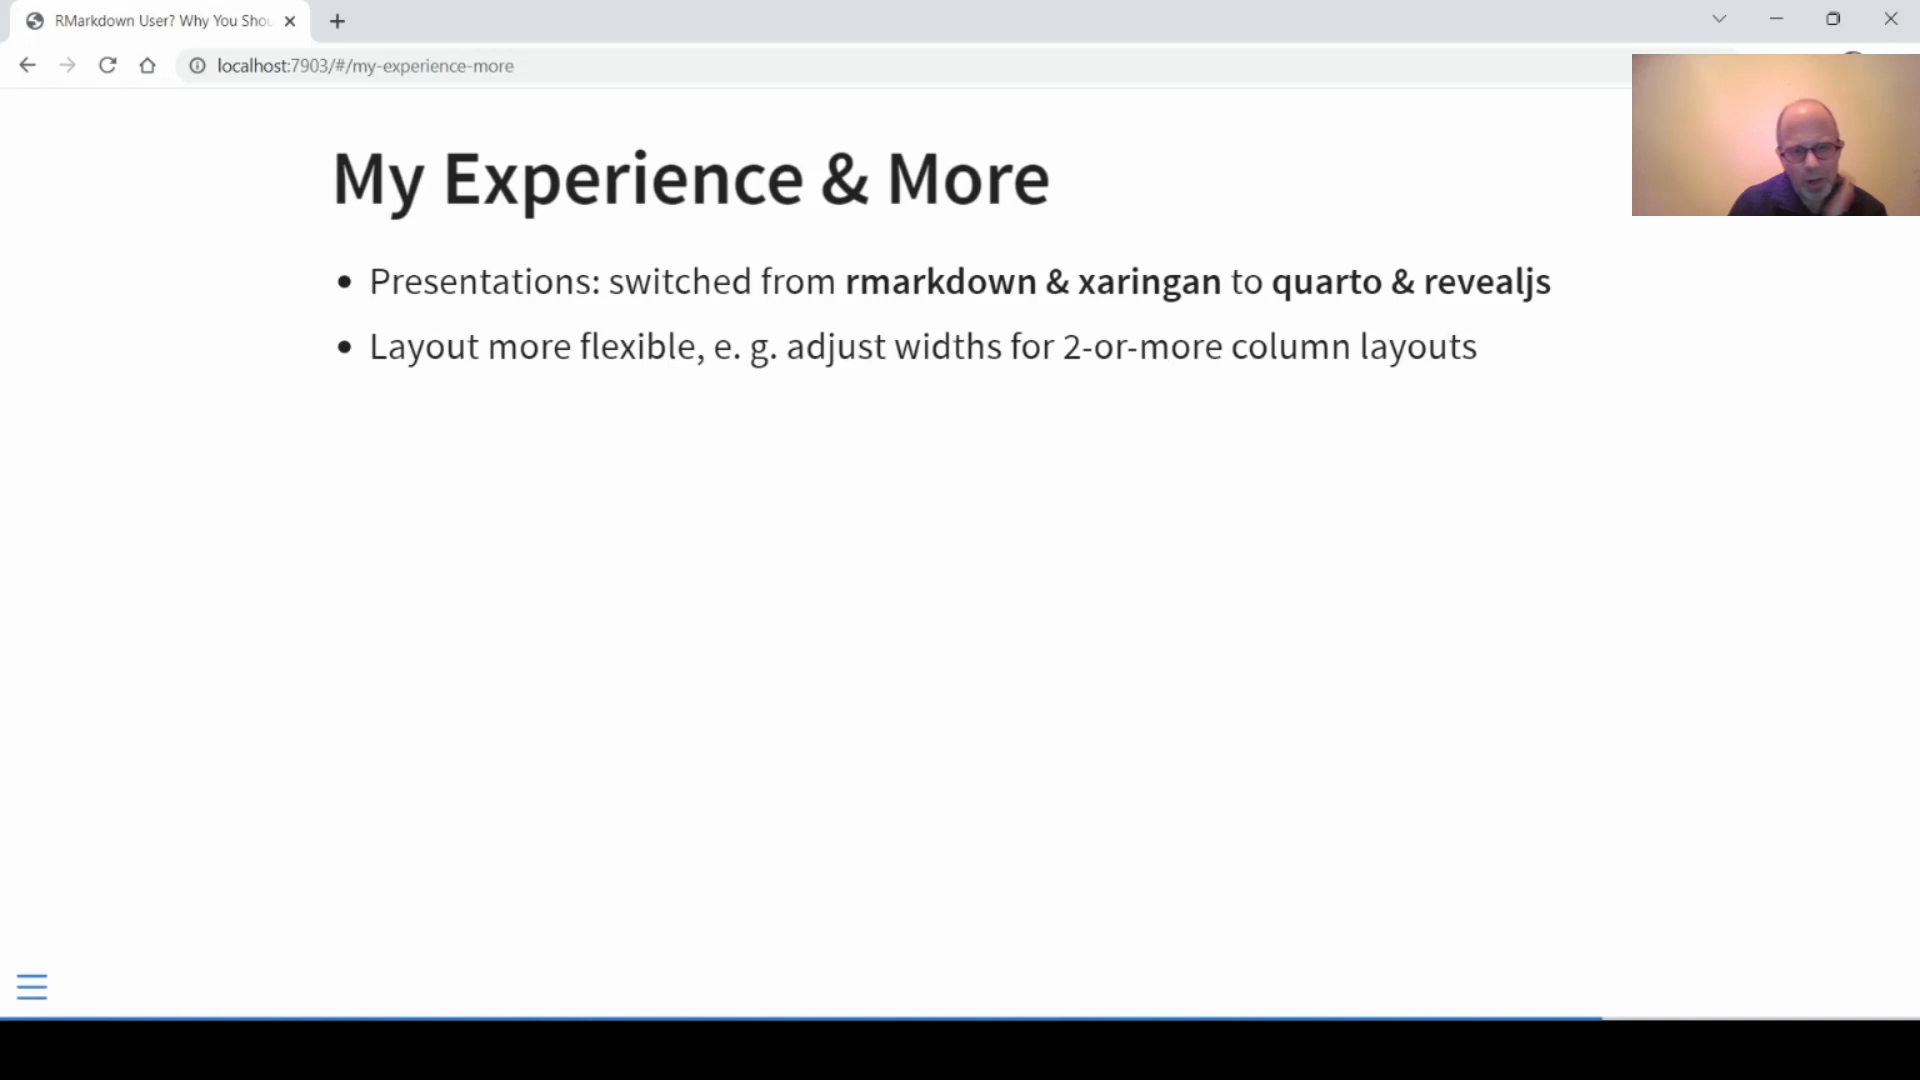 RMarkdown User? Why You Shou
localhost:7903/#/my-experience-more
My Experience & More
• Presentations: switched from rmarkdown & xaringan to quarto & revealjs
• Layout more flexible, e. g. adjust widths for 2-or-more column layouts